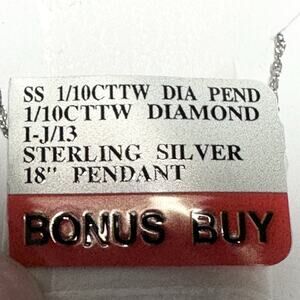 SS 1/10CTTW DIA PEND
1/10CTTW DIAMOND
I-J/I3
STERLING SILVER
18" PENDANT
BONUS BUY